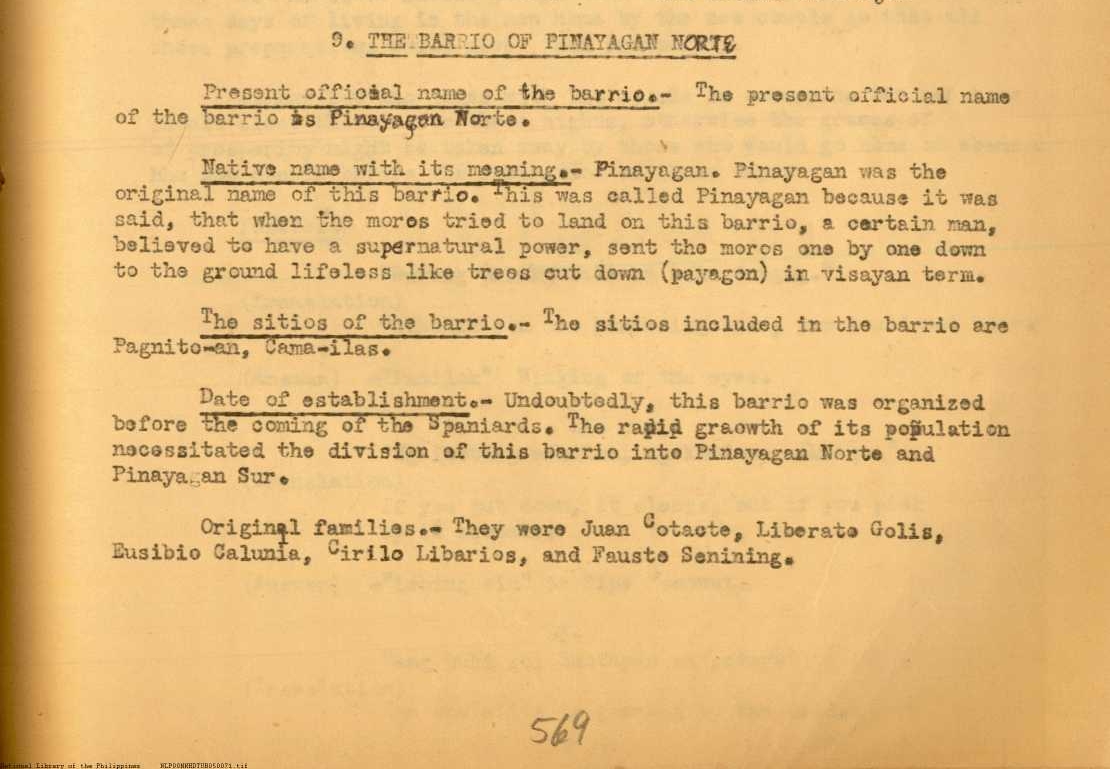 9. THE BARRIO OF PINAYAGAN NORTE
Present official name of the barrio.- The present official name
of the barrio is Pinayagan Norte.
Native name with its meaning.- Pinayagan. Pinayagan was the
original name of this barrio. This was called Pinayagan because it was
said, that when the moros tried to land on this barrio, a certain man,
believed to have a supernatural power, sent the moros one by one down
to the ground lifeless like trees cut down (payagon) in visayan term.
The sitios of the barrio.- The sitios included in the barrio are
Pagnito-an, Cama-ilas.
Date of establishment.- Undoubtedly, this barrio was organized
before the coming of the Spaniards. The rapid graowth of its population
necessitated the division of this barrio into Pinayagan Norte and
Pinayagan Sur.
Original families.- They were Juan Cotacte, Liberato Golis,
Eusibio Calunia, Cirilo Libarios, and Fausto Senining.
569
National Library of the Philippines NLPOONKHDTUB050071.tif